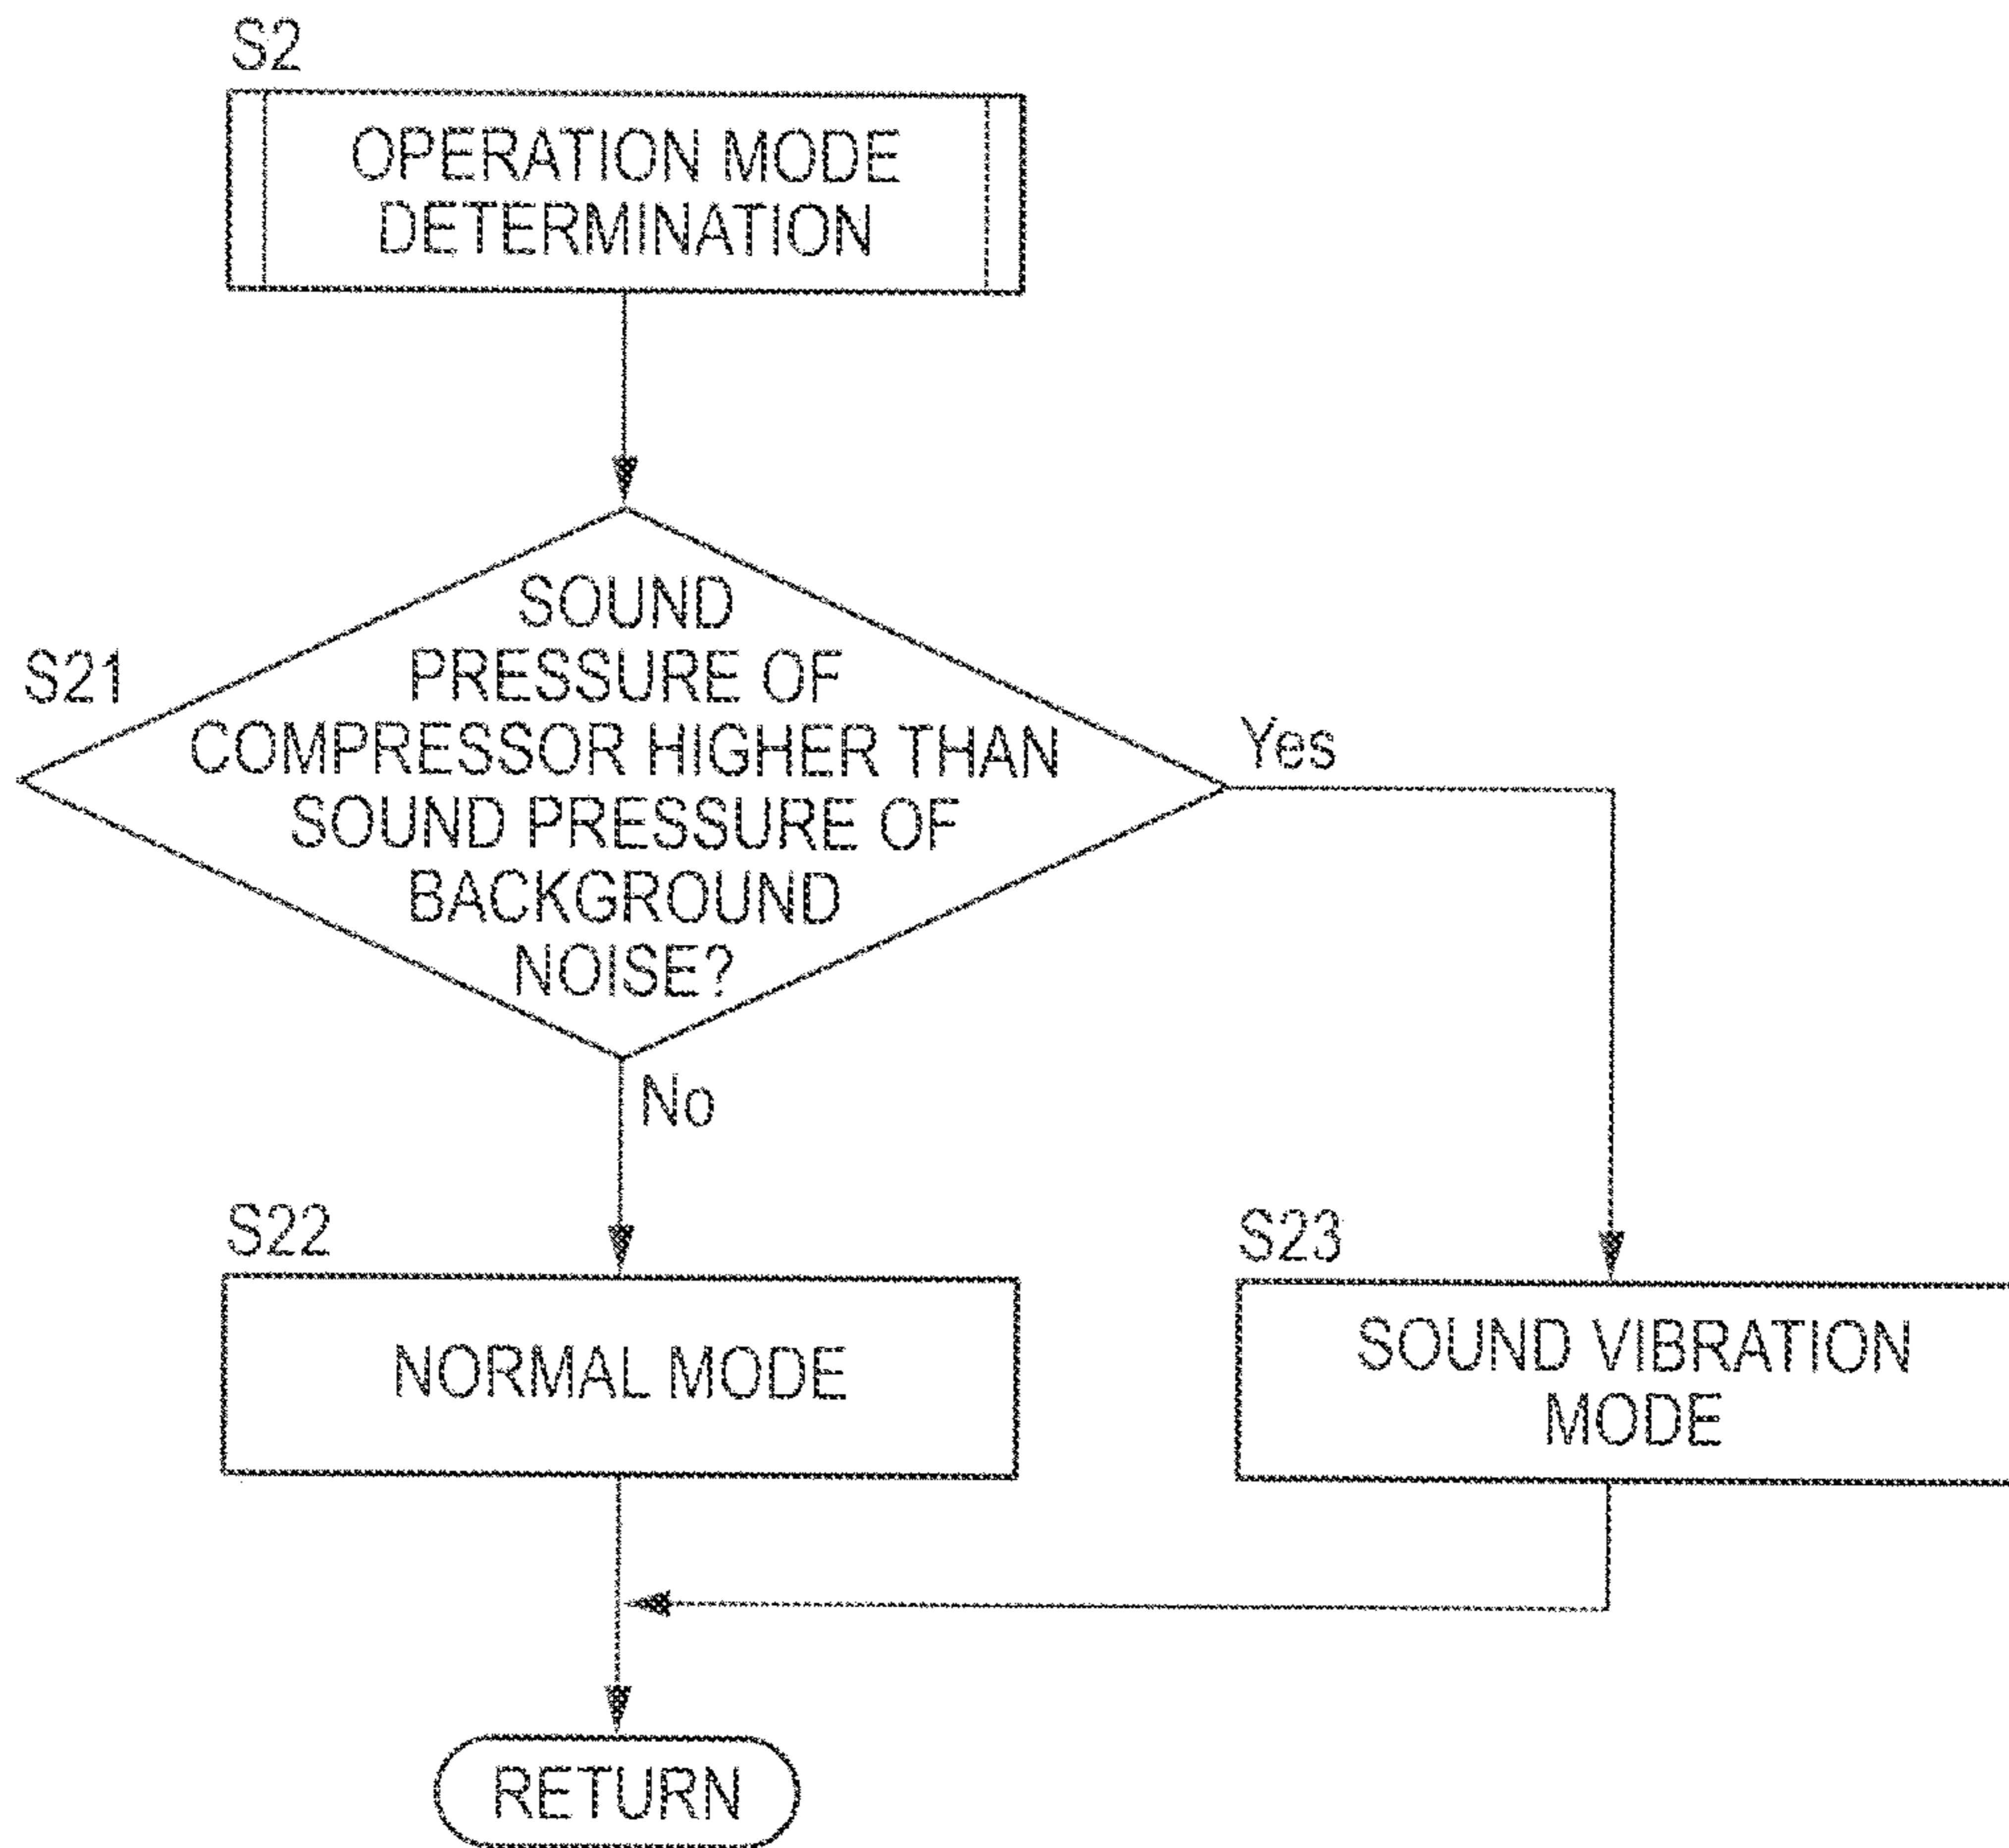 S2
OPERATION MODE
DETERMINATION
S21
SOUND
PRESSURE OF
COMPRESSOR HIGHER THAN
SOUND PRESSURE OF
BACKGROUND
NOISE?
Yes
No
S22
NORMAL MODE
S23
SOUND VIBRATION
MODE
RETURN